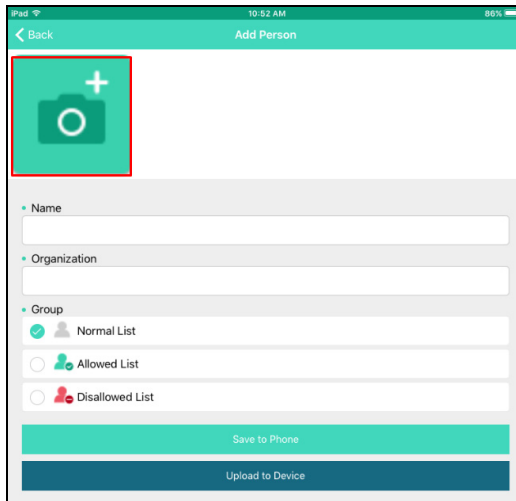 iPad 10:52 AM 86%
Back Add Person
Name
Organization
Group
Normal List
Allowed List
Disallowed List
Save to Phone
Upload to Device